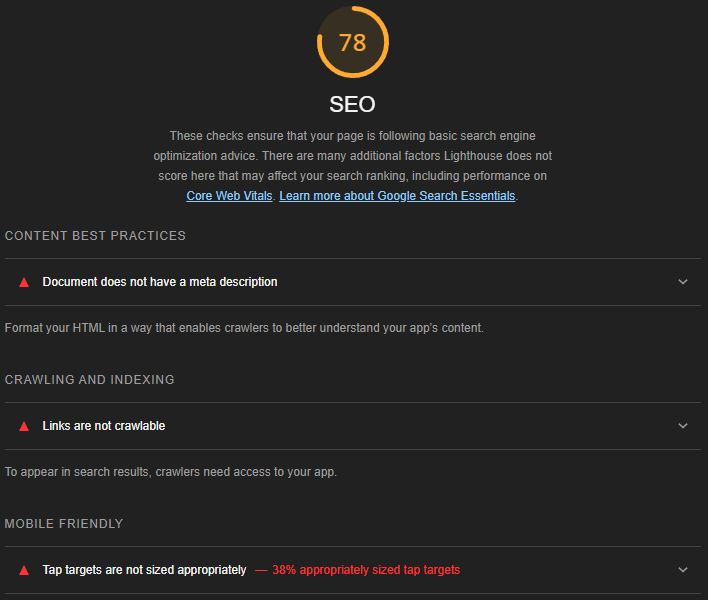 78
SEO
These checks ensure that your page is following basic search engine
optimization advice. There are many additional factors Lighthouse does not
score here that may affect your search ranking, including performance on
Core Web Vitals. Learn more about Google Search Essentials.
CONTENT BEST PRACTICES
Document does not have a meta description
Format your HTML in a way that enables crawlers to better understand your app's content.
CRAWLING AND INDEXING
Links are not crawlable
To appear in search results, crawlers need access to your app.
MOBILE FRIENDLY
Tap targets are not sized appropriately — 38% appropriately sized tap targets